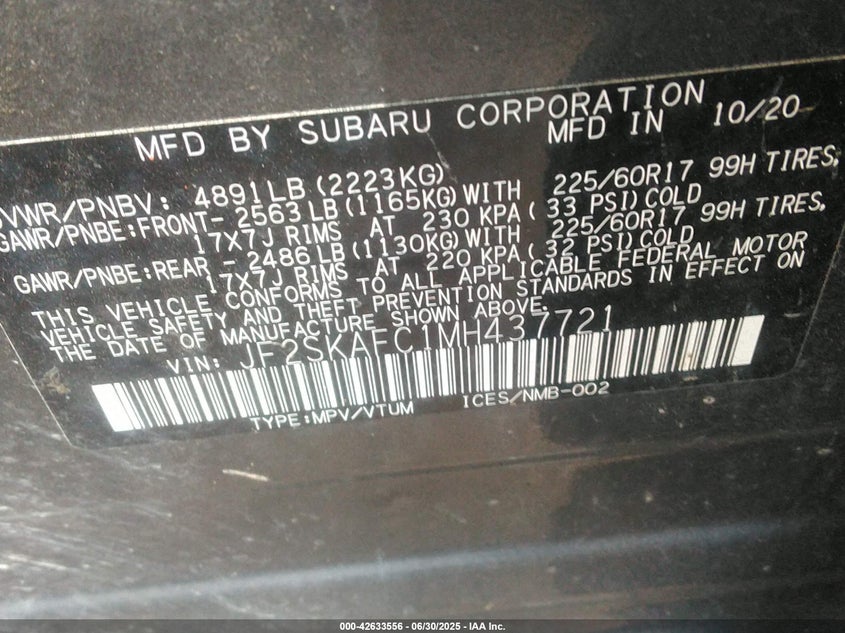 MFD BY SUBARU CORPORATION
MFD IN 10/20
VWR/PNBV: 4891LB(2223KG)
GAWR/PNBE:FRONT- 2563LB(1165KG)WITH 225/60R17 99H TIRES,
17X7J RIMS AT 230 KPA( 33 PSI)COLD
GAWR/PNBE:REAR - 2486LB(1130KG)WITH 225/60R17 99H TIRES,
17X7J RIMS AT 220 KPA( 32 PSI)COLD
THIS VEHICLE CONFORMS TO ALL APPLICABLE FEDERAL MOTOR
VEHICLE SAFETY AND THEFT PREVENTION STANDARDS IN EFFECT ON
THE DATE OF MANUFACTURE SHOWN ABOVE.
VIN: JF2SKAFC1MH437721
TYPE:MPV/VTUM ICES/NMB-002
000-42633556 - 06/30/2025 - IAA Inc.